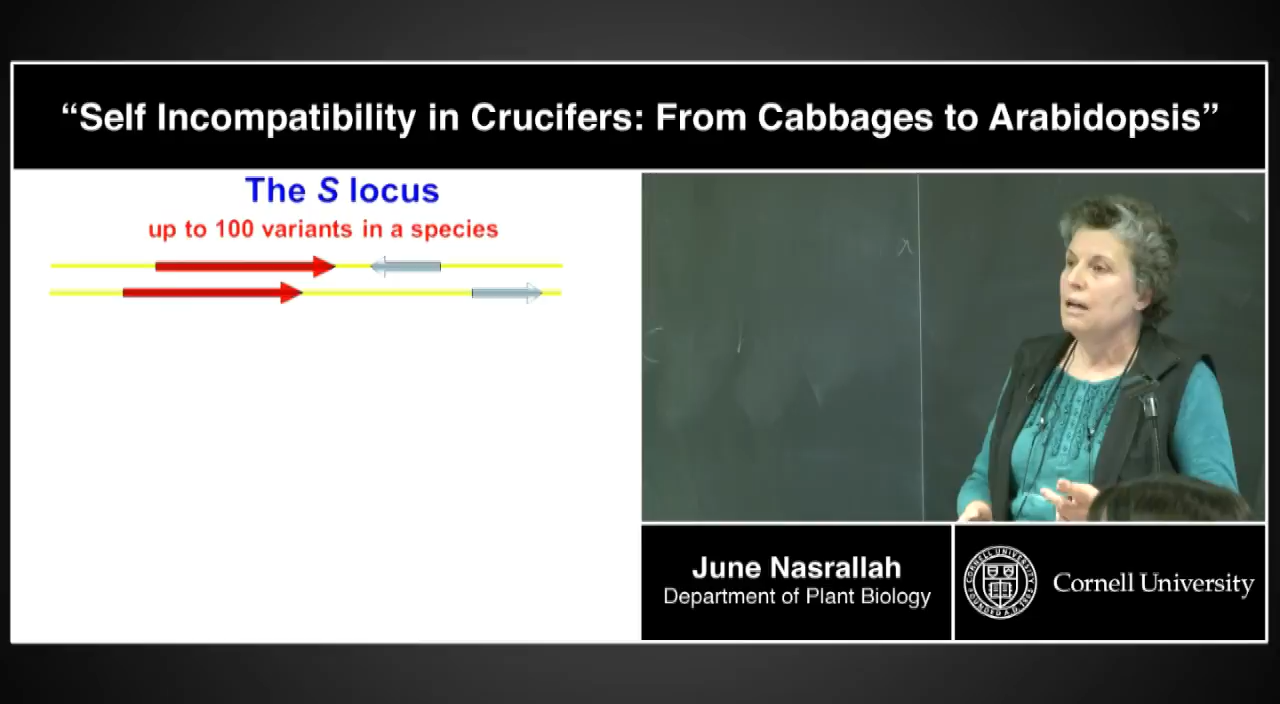 “Self Incompatibility in Crucifers: From Cabbages to Arabidopsis”
The S locus
up to 100 variants in a species
June Nasrallah
Department of Plant Biology
Cornell University